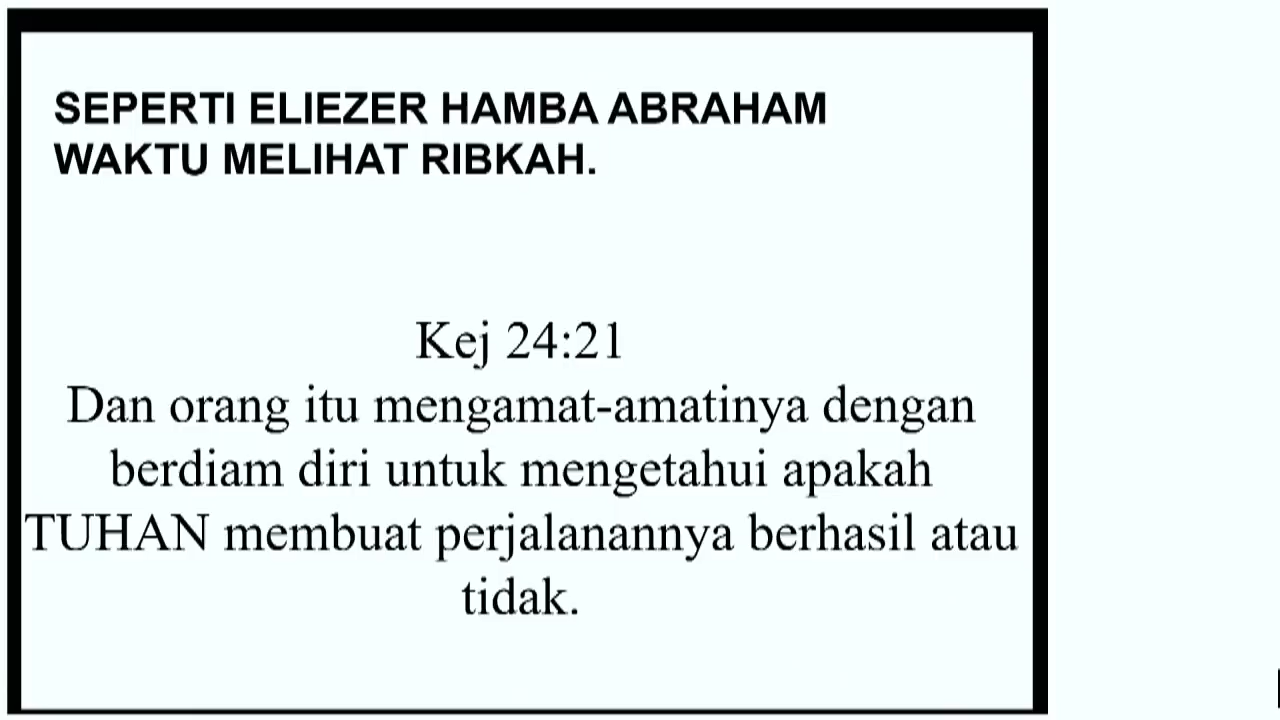 SEPERTI ELIEZER HAMBA ABRAHAM
WAKTU MELIHAT RIBKAH.
Kej 24:21
Dan orang itu mengamat-amatinya dengan
berdiam diri untuk mengetahui apakah
TUHAN membuat perjalanannya berhasil atau
tidak.